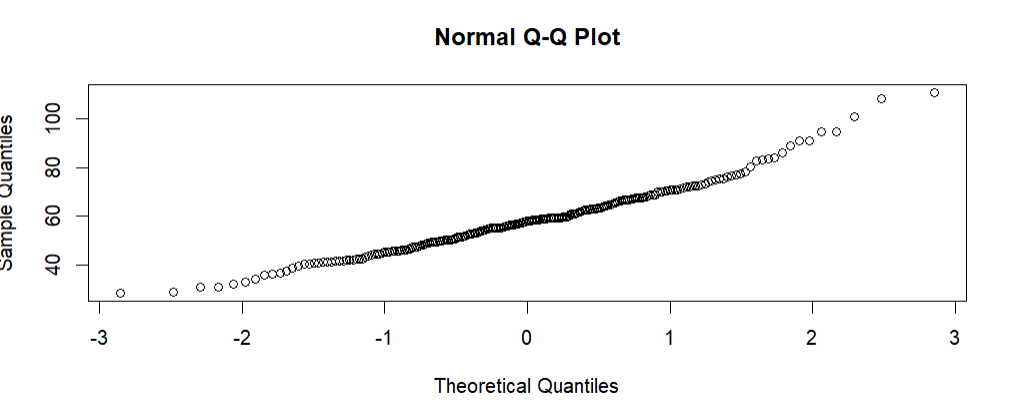 Normal Q-Q Plot
Sample Quantiles
100
80
60
40
-3 -2 -1 0 1 2 3
Theoretical Quantiles